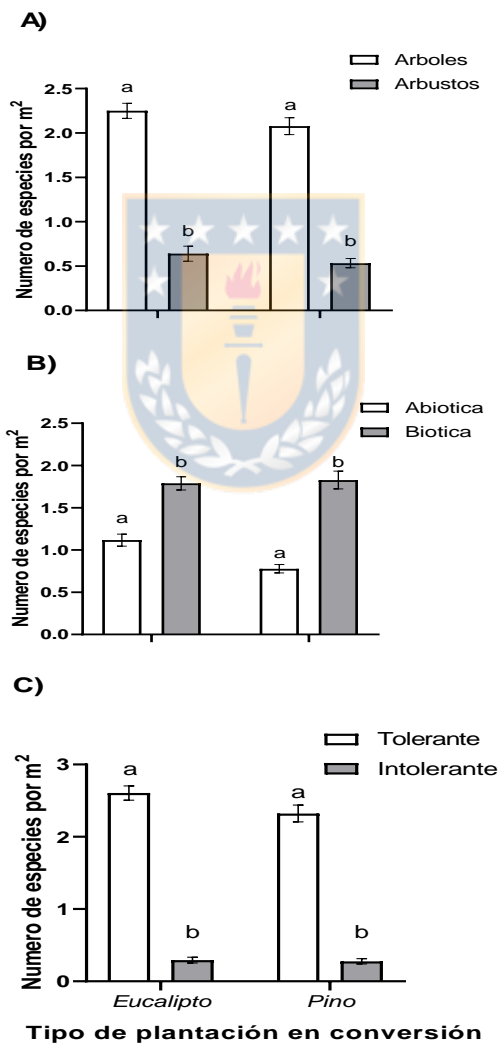 A)
Arboles
Arbustos
Numero de especies por m²
2.5
2.0
1.5
1.0
0.5
0.0
a
b
a
b
B)
Abiotica
Biotica
Numero de especies por m²
2.5
2.0
1.5
1.0
0.5
0.0
a
b
a
b
C)
Tolerante
Intolerante
Numero de especies por m²
3
2
1
0
a
b
a
b
Eucalipto
Pino
Tipo de plantación en conversión